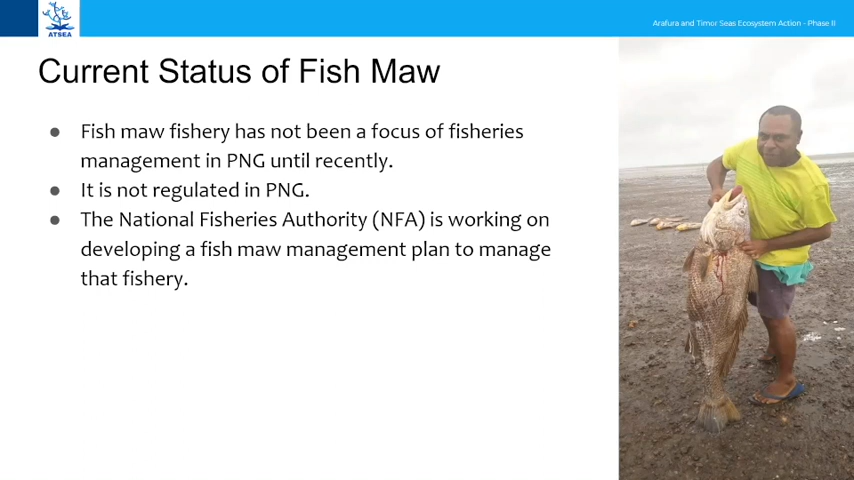 ATSEA
Arafura and Timor Seas Ecosystem Action - Phase II
Current Status of Fish Maw
● Fish maw fishery has not been a focus of fisheries
management in PNG until recently.
● It is not regulated in PNG.
● The National Fisheries Authority (NFA) is working on
developing a fish maw management plan to manage
that fishery.